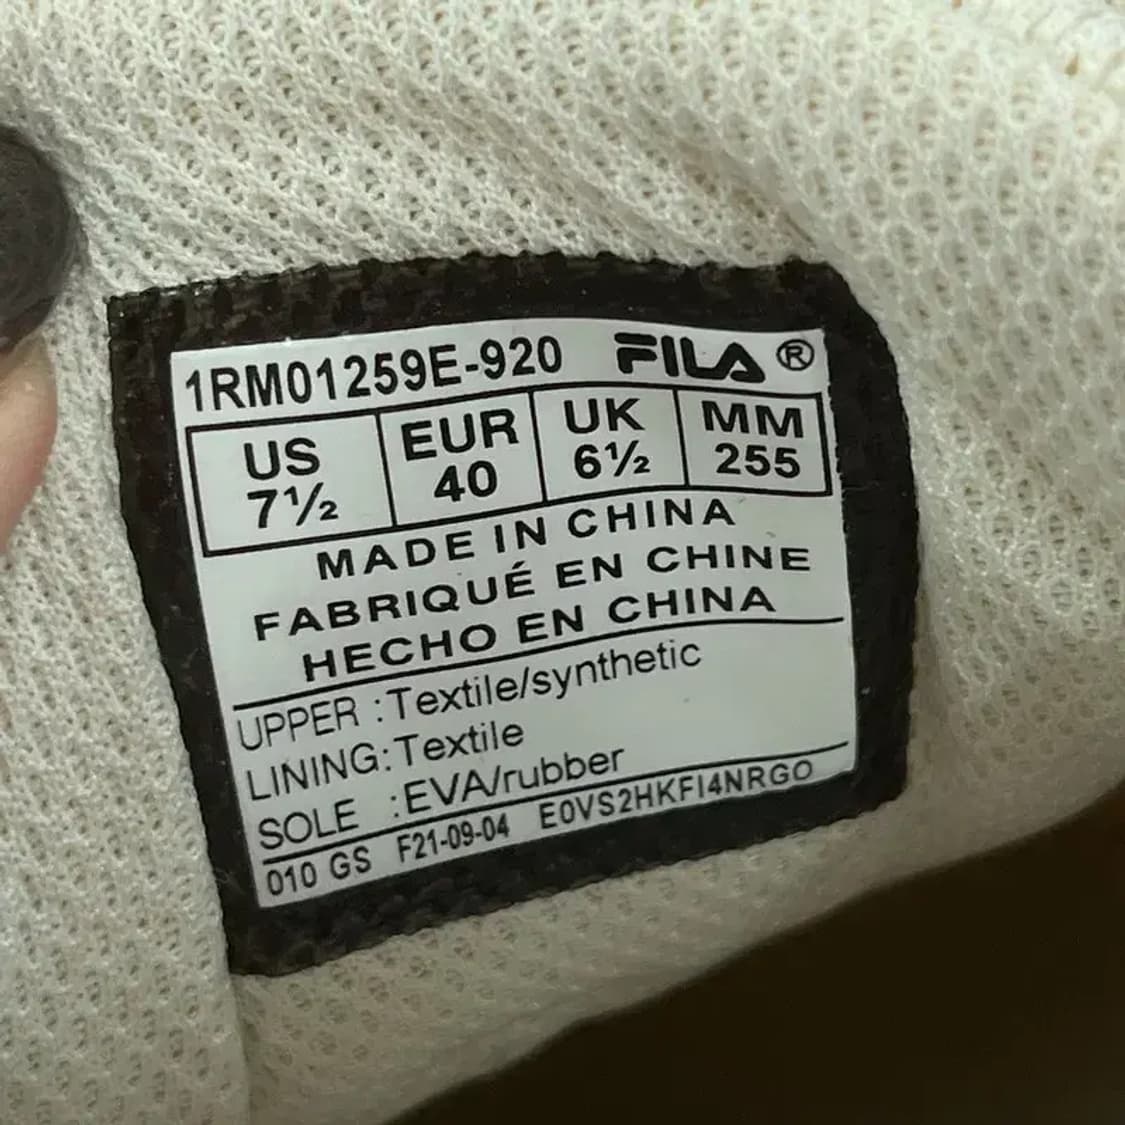 1RM01259E-920 FILA ®
US EUR UK MM
7½ 40 6½ 255
MADE IN CHINA
FABRIQUÉ EN CHINE
HECHO EN CHINA
UPPER :Textile/synthetic
LINING:Textile
SOLE :EVA/rubber
010 GS F21-09-04 E0VS2HKFI4NRGO